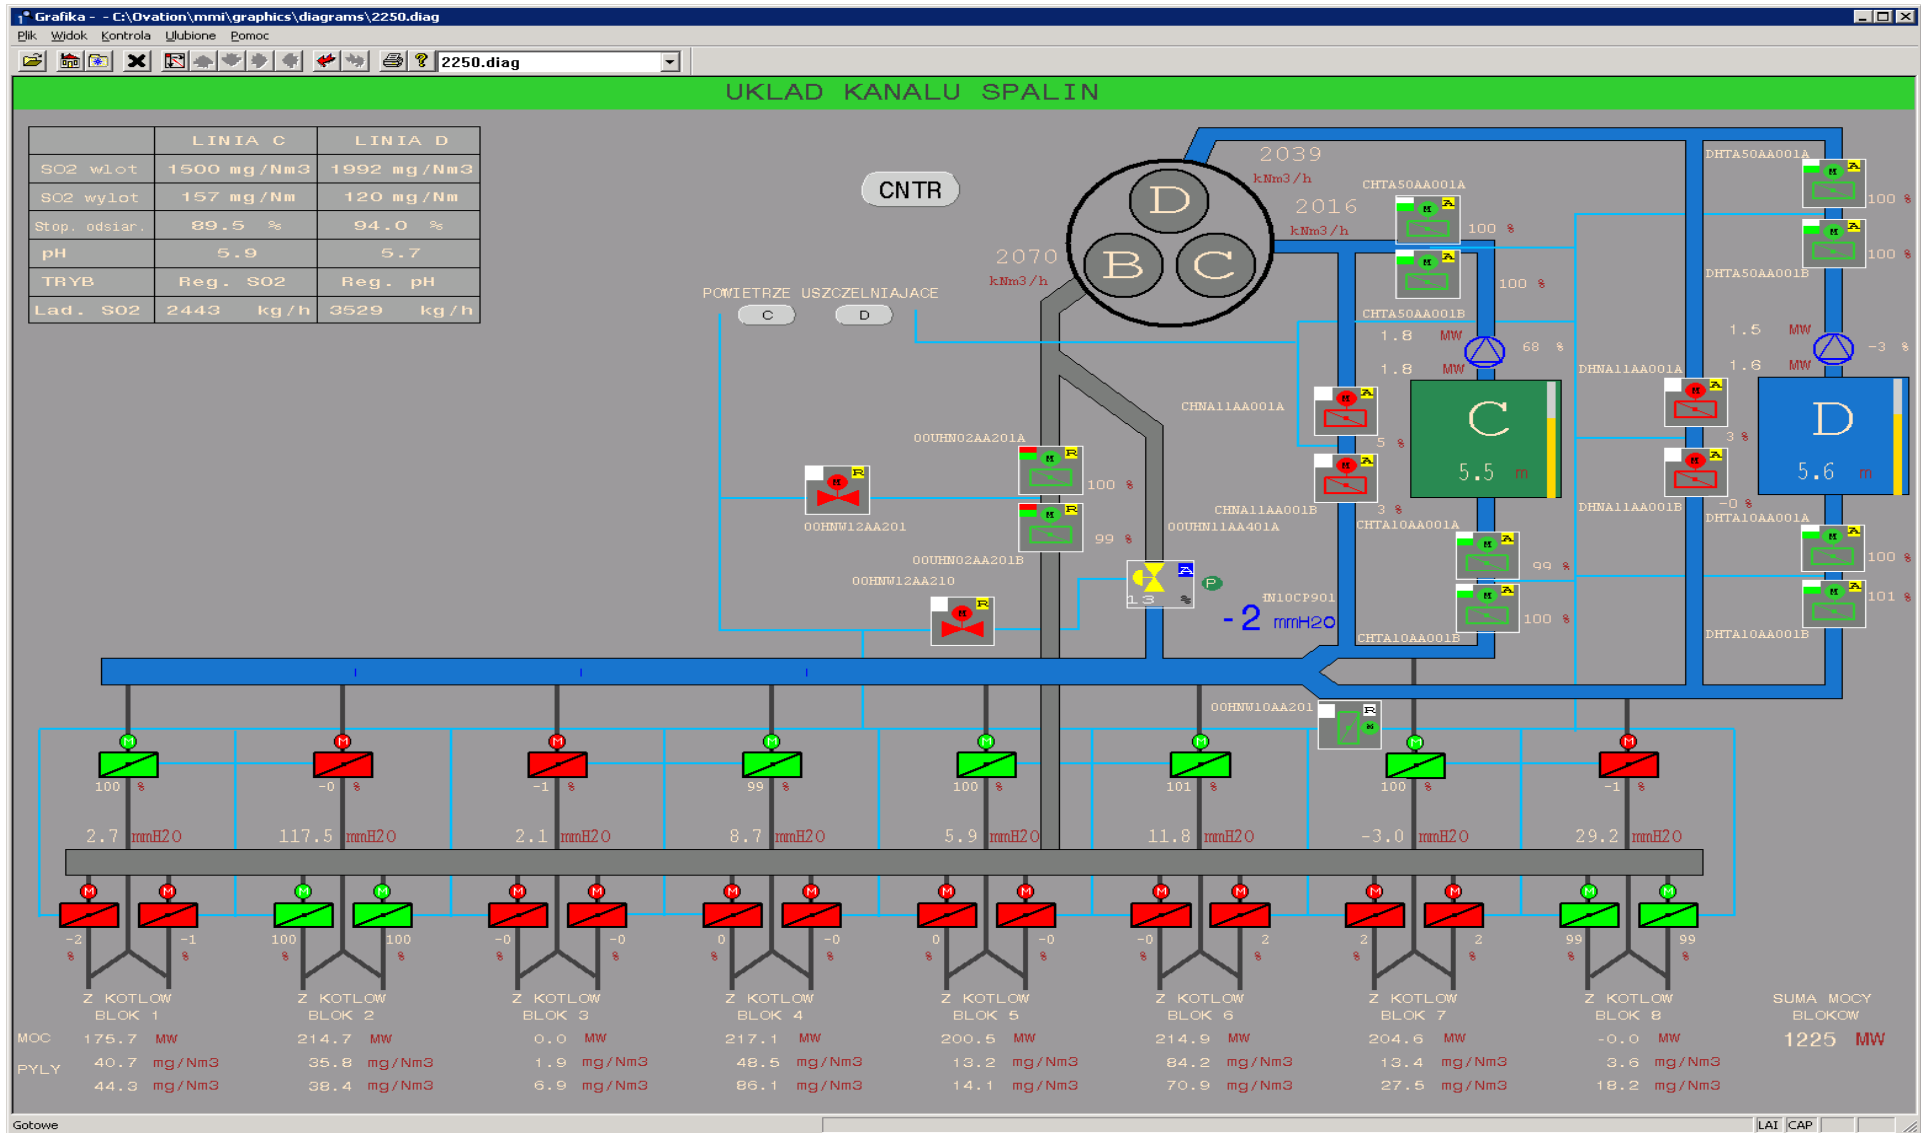 Grafika - - C:\Ovation\mmi\graphics\diagrams\2250.diag
Plik Widok Kontrola Ulubione Pomoc
2250.diag
UKLAD KANALU SPALIN
LINIA C LINIA D
SO2 wlot 1500 mg/Nm3 1992 mg/Nm3
SO2 wylot 157 mg/Nm 120 mg/Nm
Stop. odsiar. 89.5 % 94.0 %
pH 5.9 5.7
TRYB Reg. SO2 Reg. pH
Lad. SO2 2443 kg/h 3529 kg/h
CNTR
D
B C
2039
kNm3/h
2016
kNm3/h
2070
kNm3/h
POWIETRZE USZCZELNIAJACE
C D
CHTA50AA001A
M A
100 %
M A
100 %
CHTA50AA001B
DHTA50AA001A
M A
100 %
M A
100 %
DHTA50AA001B
1.8 MW
68 %
1.8 MW
1.5 MW
-3 %
1.6 MW
CHNA11AA001A
M A
5 %
M A
3 %
CHNA11AA001B
C
5.5 m
DHNA11AA001A
M A
3 %
M A
-0 %
DHNA11AA001B
D
5.6 m
00UHN02AA201A
M R
100 %
M R
99 %
00UHN02AA201B
M R
00HNW12AA201
00HNW12AA210
M R
00UHN11AA401A
A
13 %
P
HN10CP901
-2 mmH2O
CHTA10AA001A
M A
99 %
M A
100 %
CHTA10AA001B
DHTA10AA001A
M A
100 %
M A
101 %
DHTA10AA001B
00HNW10AA201
R
M
M M M M M M M M
100 % -0 % -1 % 99 % 100 % 101 % 100 % -1 %
2.7 mmH2O 117.5 mmH2O 2.1 mmH2O 8.7 mmH2O 5.9 mmH2O 11.8 mmH2O -3.0 mmH2O 29.2 mmH2O
M M M M M M M M M M M M M M M M
-2 -1 100 100 -0 -0 0 -0 0 -0 -0 2 2 2 99 99
% % % % % % % % % % % % % % % %
Z KOTLOW Z KOTLOW Z KOTLOW Z KOTLOW Z KOTLOW Z KOTLOW Z KOTLOW Z KOTLOW SUMA MOCY
BLOK 1 BLOK 2 BLOK 3 BLOK 4 BLOK 5 BLOK 6 BLOK 7 BLOK 8 BLOKOW
MOC 175.7 MW 214.7 MW 0.0 MW 217.1 MW 200.5 MW 214.9 MW 204.6 MW -0.0 MW 1225 MW
PYLY 40.7 mg/Nm3 35.8 mg/Nm3 1.9 mg/Nm3 48.5 mg/Nm3 13.2 mg/Nm3 84.2 mg/Nm3 13.4 mg/Nm3 3.6 mg/Nm3
44.3 mg/Nm3 38.4 mg/Nm3 6.9 mg/Nm3 86.1 mg/Nm3 14.1 mg/Nm3 70.9 mg/Nm3 27.5 mg/Nm3 18.2 mg/Nm3
Gotowe
LAI CAP